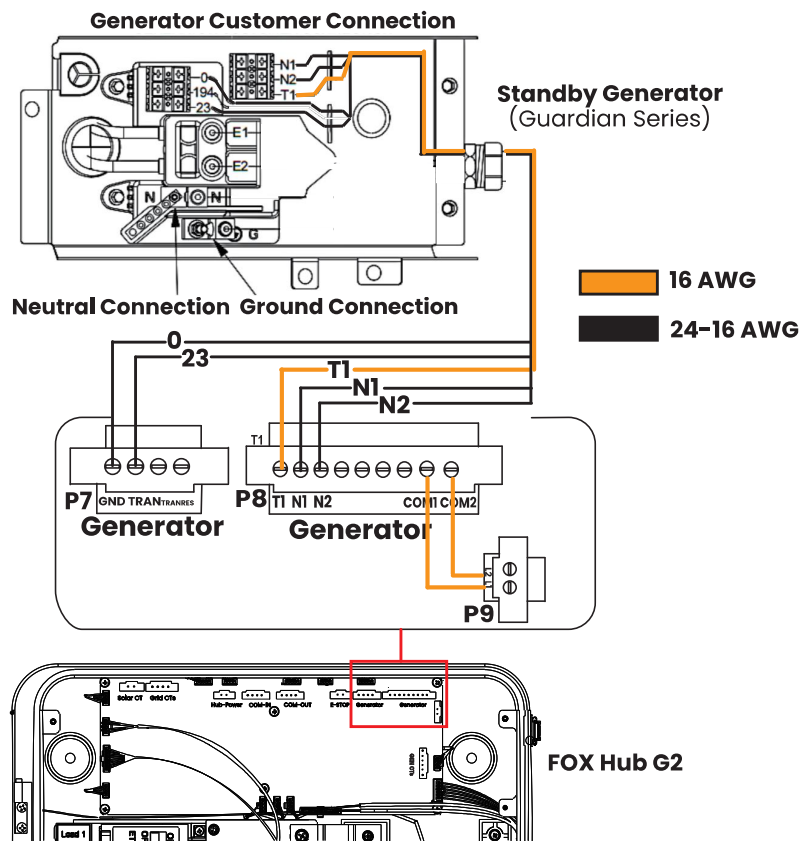 Generator Customer Connection
0
194
23
N1
N2
T1
E1
E2
N
N
G
Standby Generator
(Guardian Series)
Neutral Connection
Ground Connection
16 AWG
24-16 AWG
0
23
T1
N1
N2
T1
P7
GND TRAN TRANRES
Generator
P8
T1 N1 N2
COM1 COM2
Generator
L2
L1
P9
Solar CT
Grid CTs
Hub-Power
COM-IN
COM-OUT
E-STOP
Generator
Generator
FOX Hub G2
Load 1